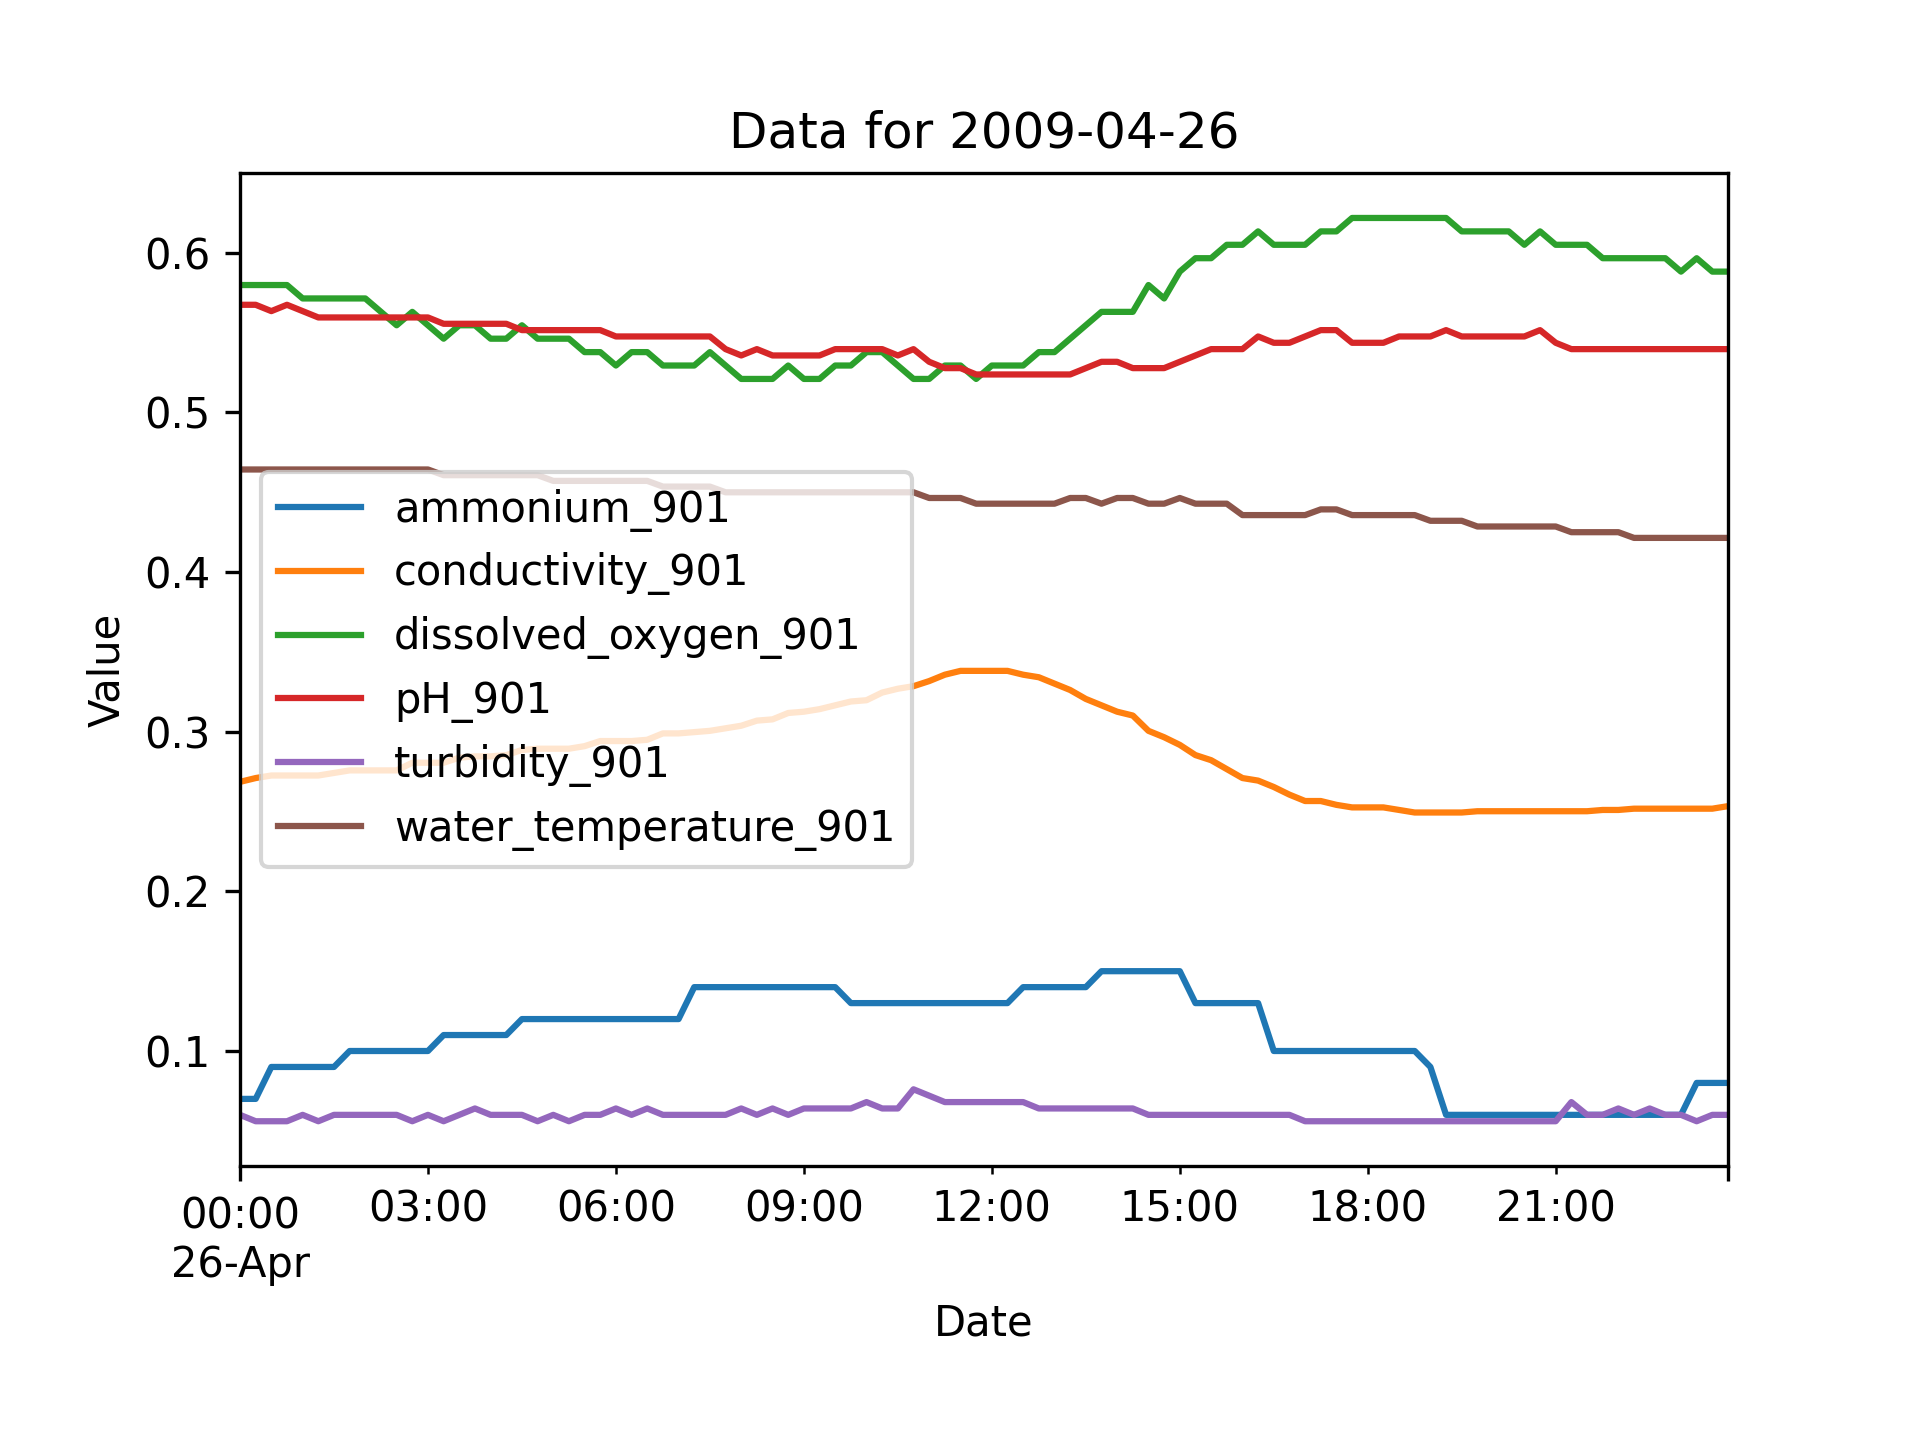 Data for 2009-04-26
Value
0.6
0.5
0.4
0.3
0.2
0.1
ammonium_901
conductivity_901
dissolved_oxygen_901
pH_901
turbidity_901
water_temperature_901
00:00 03:00 06:00 09:00 12:00 15:00 18:00 21:00
26-Apr
Date